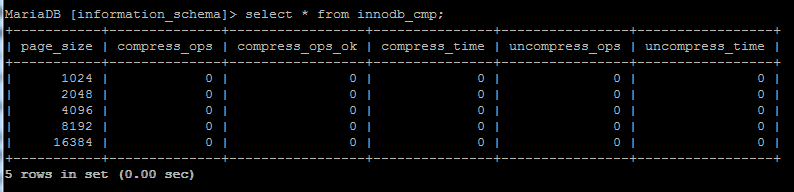 MariaDB [information_schema]> select * from innodb_cmp;
+-----------+--------------+-----------------+---------------+----------------+-----------------+
| page_size | compress_ops | compress_ops_ok | compress_time | uncompress_ops | uncompress_time |
+-----------+--------------+-----------------+---------------+----------------+-----------------+
|      1024 |            0 |               0 |             0 |              0 |               0 |
|      2048 |            0 |               0 |             0 |              0 |               0 |
|      4096 |            0 |               0 |             0 |              0 |               0 |
|      8192 |            0 |               0 |             0 |              0 |               0 |
|     16384 |            0 |               0 |             0 |              0 |               0 |
+-----------+--------------+-----------------+---------------+----------------+-----------------+
5 rows in set (0.00 sec)